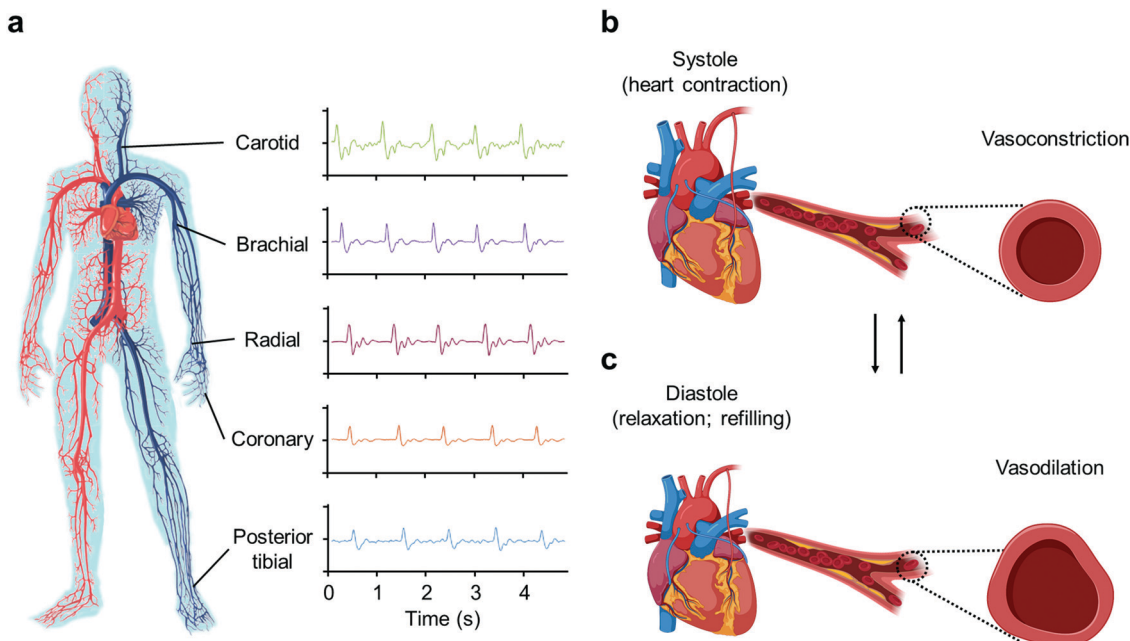 a
Carotid
Brachial
Radial
Coronary
Posterior
tibial
0 1 2 3 4
Time (s)
b
Systole
(heart contraction)
Vasoconstriction
c
Diastole
(relaxation; refilling)
Vasodilation